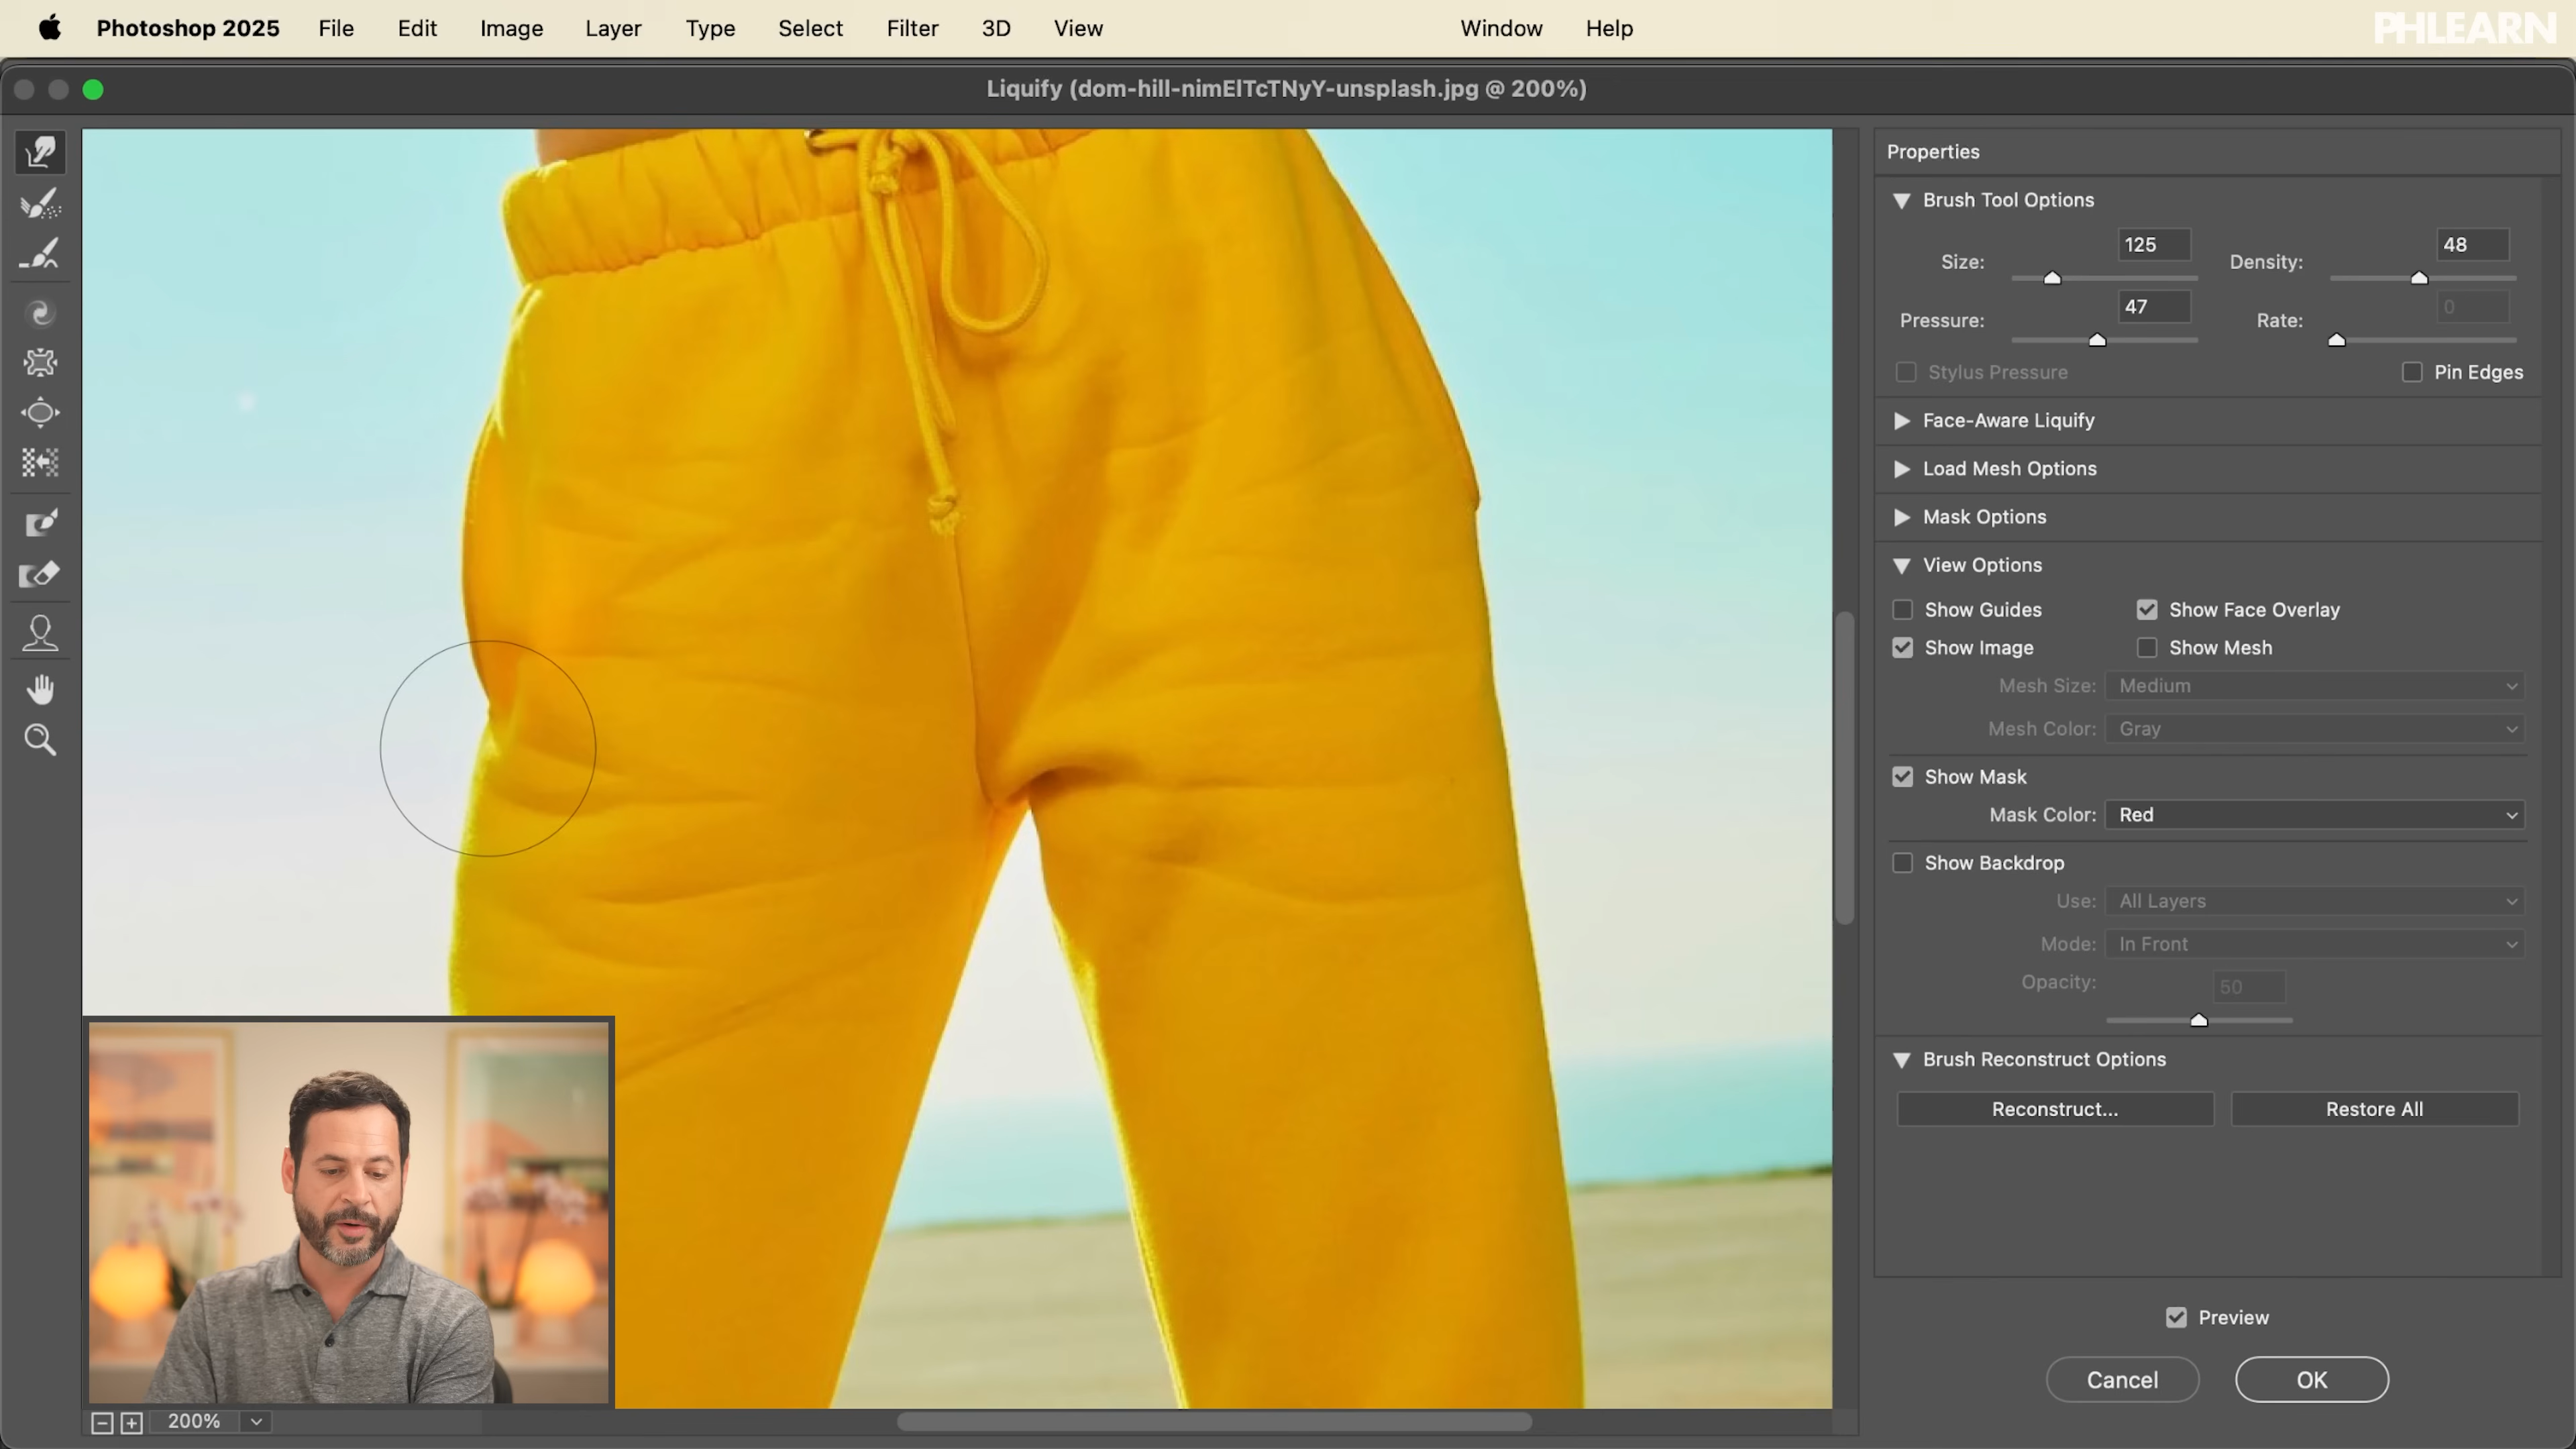 Photoshop 2025 File Edit Image Layer Type Select Filter 3D View Window Help
PHLEARN
Liquify (dom-hill-nimElTcTNyY-unsplash.jpg @ 200%)
Properties
Brush Tool Options
Size: 125 Density: 48
Pressure: 47 Rate: 0
Stylus Pressure Pin Edges
Face-Aware Liquify
Load Mesh Options
Mask Options
View Options
Show Guides Show Face Overlay
Show Image Show Mesh
Mesh Size: Medium
Mesh Color: Gray
Show Mask
Mask Color: Red
Show Backdrop
Use: All Layers
Mode: In Front
Opacity: 50
Brush Reconstruct Options
Reconstruct... Restore All
Preview
Cancel OK
200%